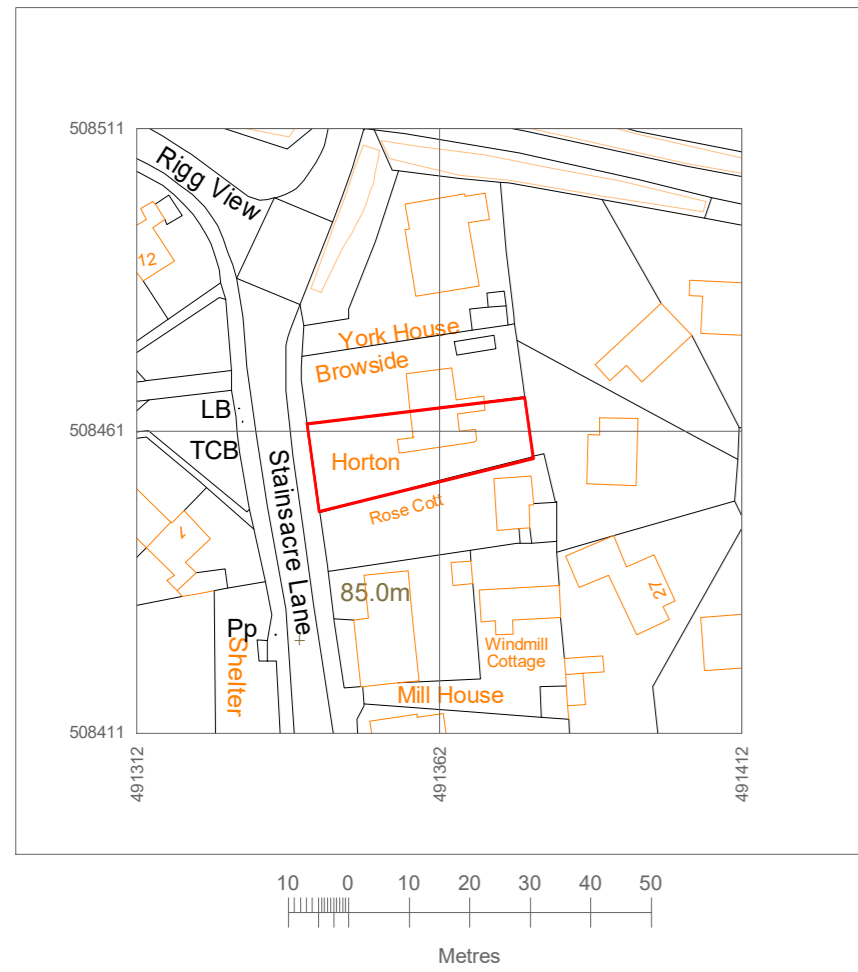 508511
Rigg View
12
York House
Browside
LB
508461
TCB
Horton
Stainsacre Lane
Rose Cott
7
85.0m
27
Pp
Shelter
Windmill
Cottage
Mill House
508411
491312
491362
491412
10 0 10 20 30 40 50
Metres